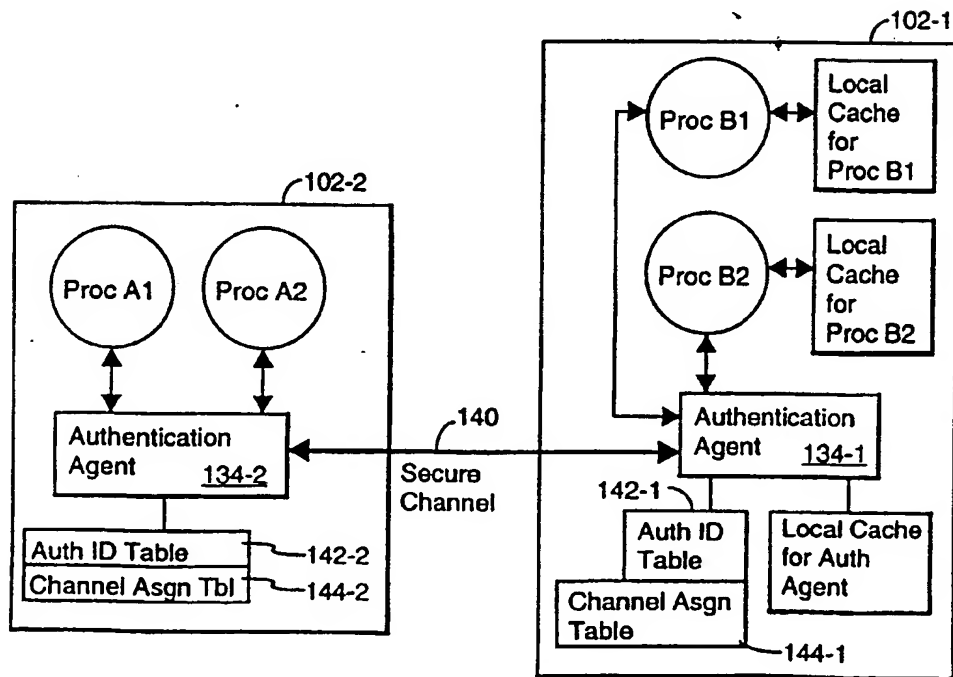 102-1
Proc B1
Local
Cache
for
Proc B1
102-2
Proc A1
Proc A2
Proc B2
Local
Cache
for
Proc B2
Authentication
Agent
134-2
140
Secure
Channel
Authentication
Agent
134-1
142-1
Auth ID Table
142-2
Channel Asgn Tbl
144-2
Auth ID
Table
Local Cache
for Auth
Agent
Channel Asgn
Table
144-1